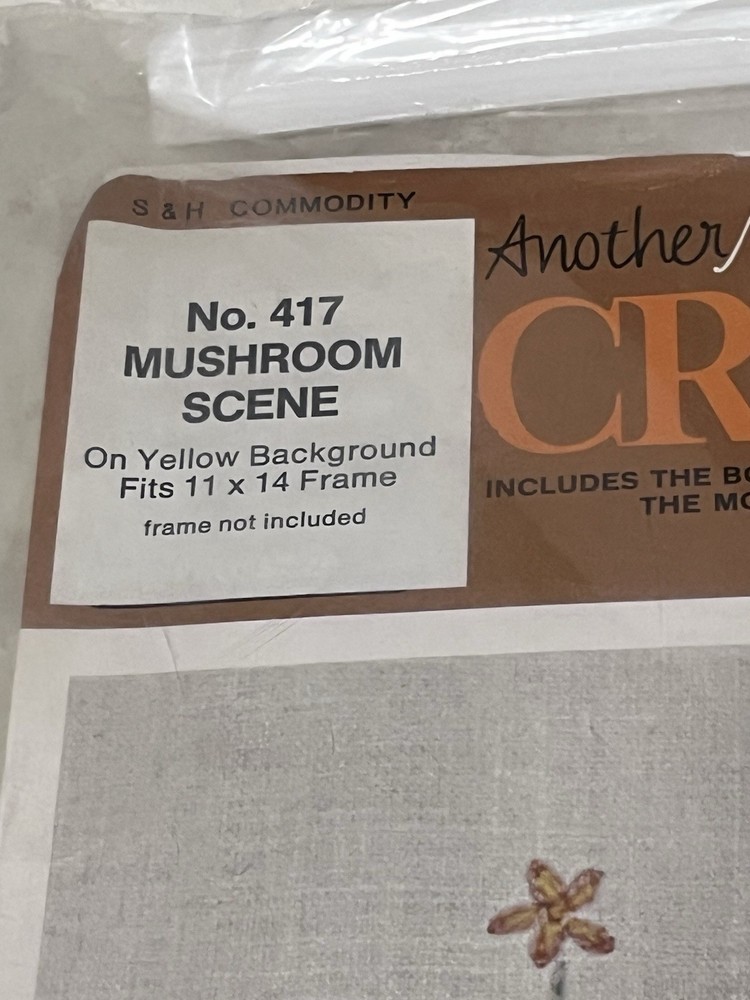 S & H COMMODITY
No. 417
MUSHROOM
SCENE
On Yellow Background
Fits 11 x 14 Frame
frame not included
Another
CR
INCLUDES THE
THE